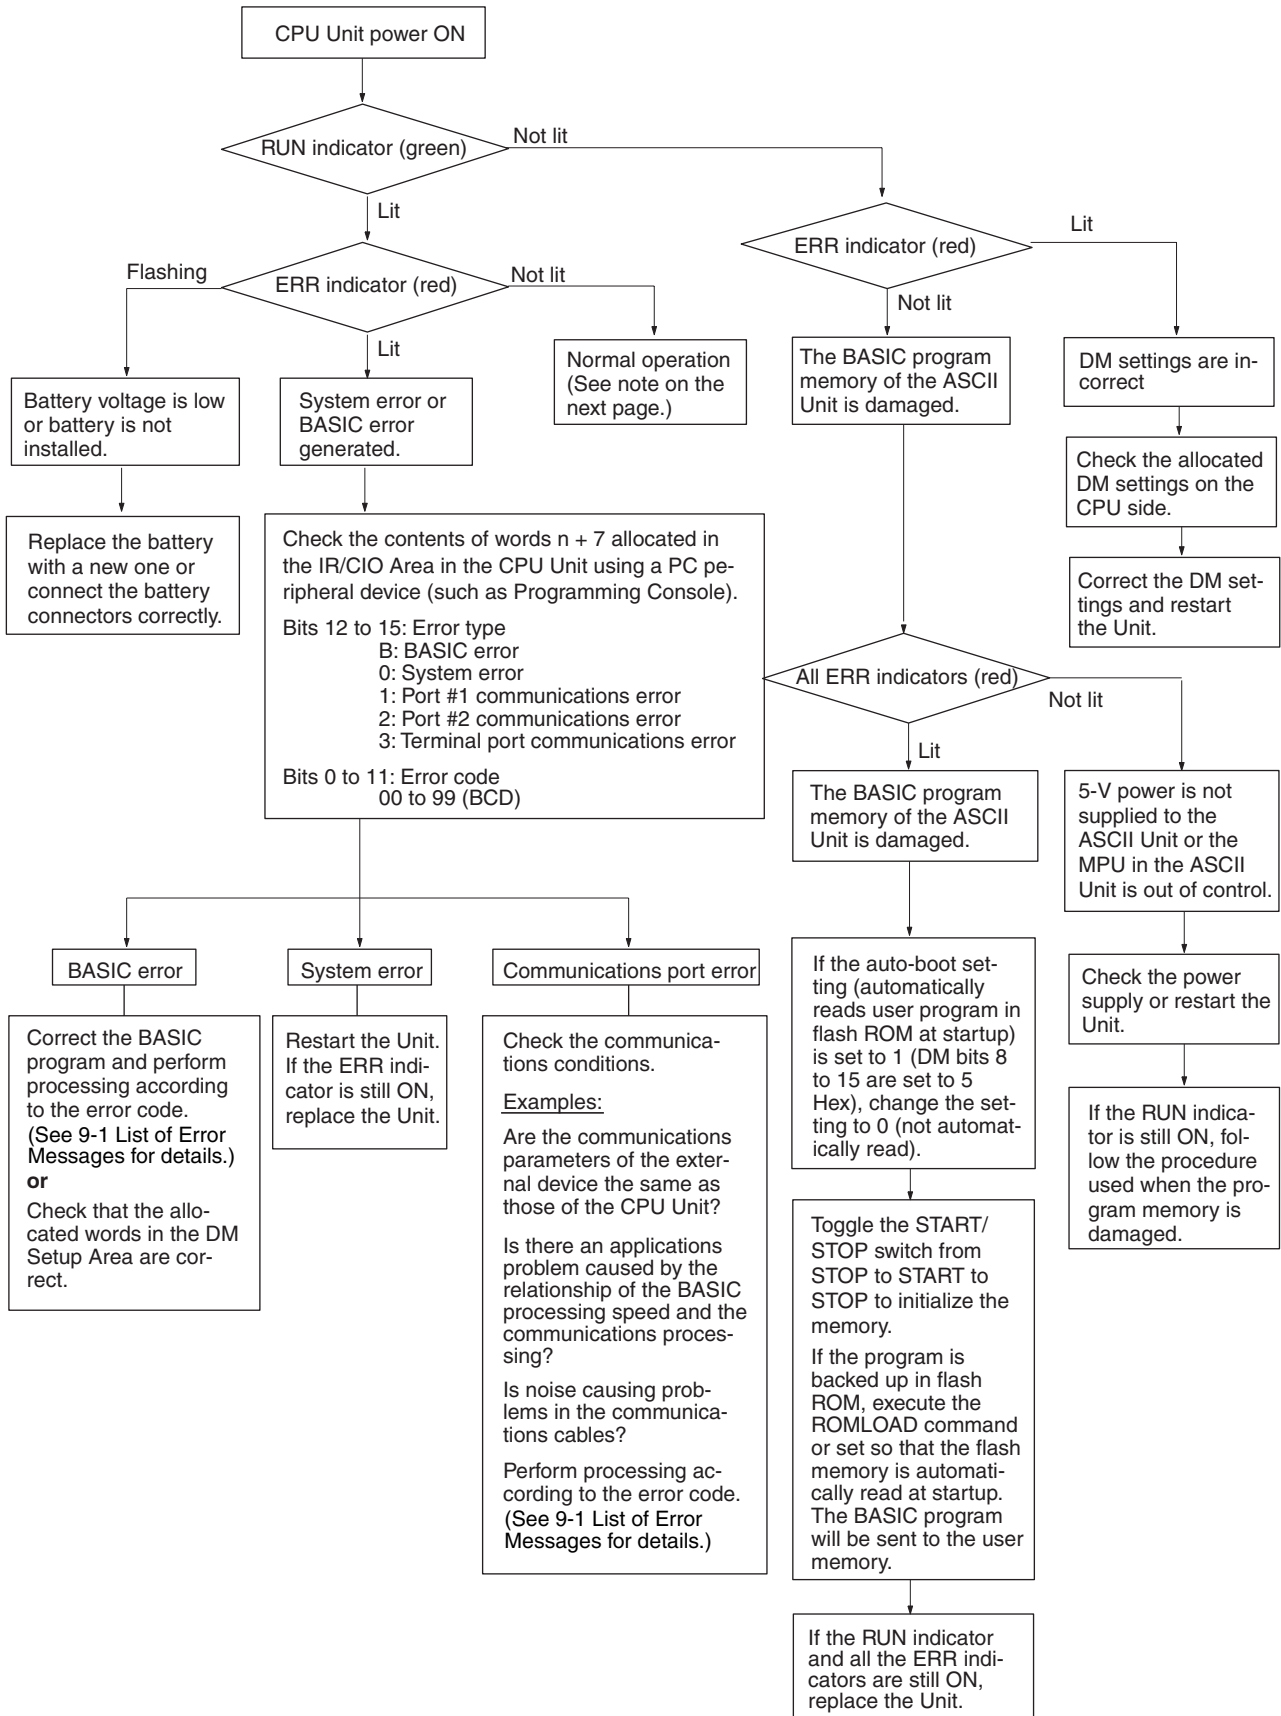 CPU Unit power ON
RUN indicator (green)
Not lit
Lit
ERR indicator (red)
Lit
Not lit
Flashing
ERR indicator (red)
Not lit
Lit
Battery voltage is low
or battery is not
installed.
System error or
BASIC error
generated.
Normal operation
(See note on the
next page.)
The BASIC program
memory of the ASCII
Unit is damaged.
DM settings are in-
correct
Check the allocated
DM settings on the
CPU side.
Correct the DM set-
tings and restart
the Unit.
Replace the battery
with a new one or
connect the battery
connectors correctly.
Check the contents of words n + 7 allocated in
the IR/CIO Area in the CPU Unit using a PC pe-
ripheral device (such as Programming Console).
Bits 12 to 15: Error type
B: BASIC error
0: System error
1: Port #1 communications error
2: Port #2 communications error
3: Terminal port communications error
Bits 0 to 11: Error code
00 to 99 (BCD)
All ERR indicators (red)
Not lit
Lit
The BASIC program
memory of the ASCII
Unit is damaged.
5-V power is not
supplied to the
ASCII Unit or the
MPU in the ASCII
Unit is out of control.
BASIC error
System error
Communications port error
Correct the BASIC
program and perform
processing according
to the error code.
(See 9-1 List of Error
Messages for details.)
or
Check that the allo-
cated words in the DM
Setup Area are cor-
rect.
Restart the Unit.
If the ERR indi-
cator is still ON,
replace the Unit.
Check the communica-
tions conditions.
Examples:
Are the communications
parameters of the exter-
nal device the same as
those of the CPU Unit?
Is there an applications
problem caused by the
relationship of the BASIC
processing speed and the
communications proces-
sing?
Is noise causing prob-
lems in the communica-
tions cables?
Perform processing ac-
cording to the error code.
(See 9-1 List of Error
Messages for details.)
If the auto-boot set-
ting (automatically
reads user program in
flash ROM at startup)
is set to 1 (DM bits 8
to 15 are set to 5
Hex), change the set-
ting to 0 (not automat-
ically read).
Toggle the START/
STOP switch from
STOP to START to
STOP to initialize the
memory.
If the program is
backed up in flash
ROM, execute the
ROMLOAD command
or set so that the flash
memory is automati-
cally read at startup.
The BASIC program
will be sent to the user
memory.
If the RUN indicator
and all the ERR indi-
cators are still ON,
replace the Unit.
Check the power
supply or restart the
Unit.
If the RUN indica-
tor is still ON, fol-
low the procedure
used when the pro-
gram memory is
damaged.